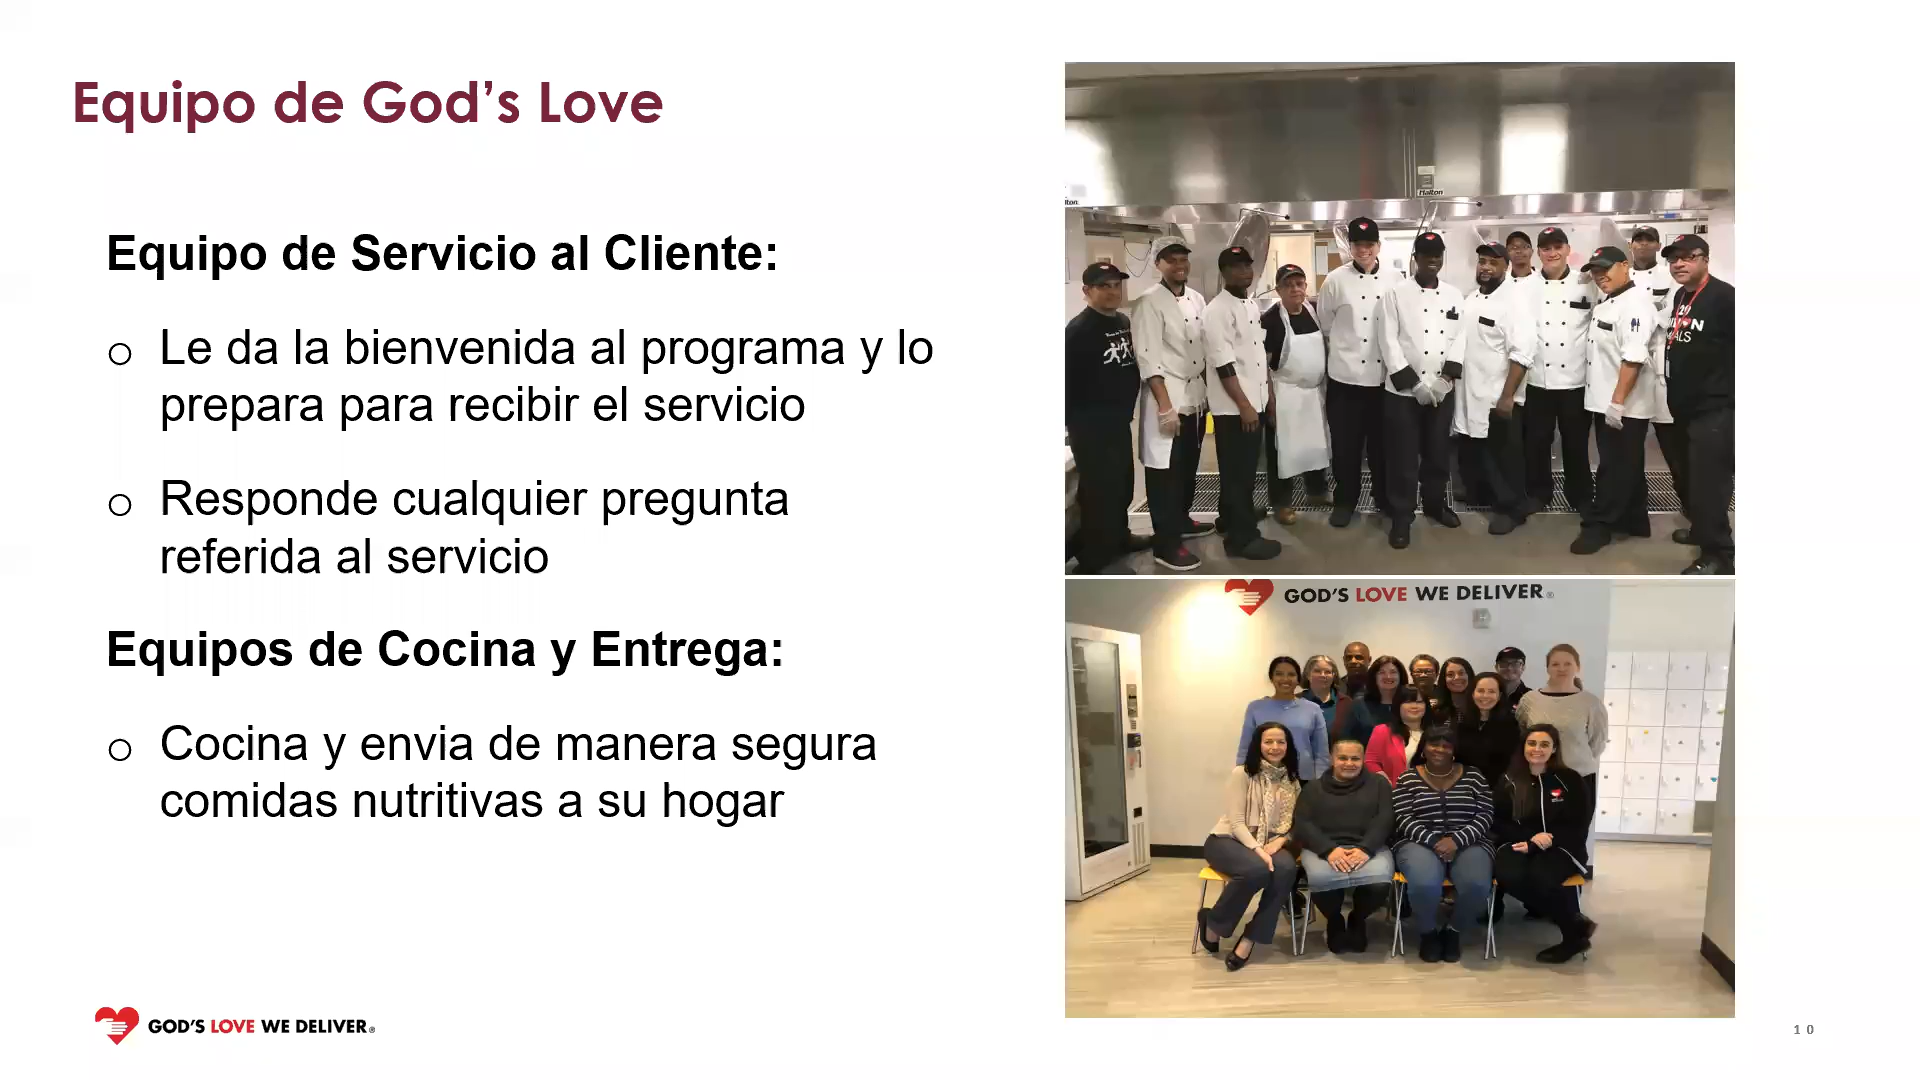 Equipo de God’s Love
Equipo de Servicio al Cliente:
o Le da la bienvenida al programa y lo
prepara para recibir el servicio
o Responde cualquier pregunta
referida al servicio
Equipos de Cocina y Entrega:
o Cocina y envia de manera segura
comidas nutritivas a su hogar
Halton
lton
GOD'S LOVE WE DELIVER®
GOD'S LOVE WE DELIVER®
10